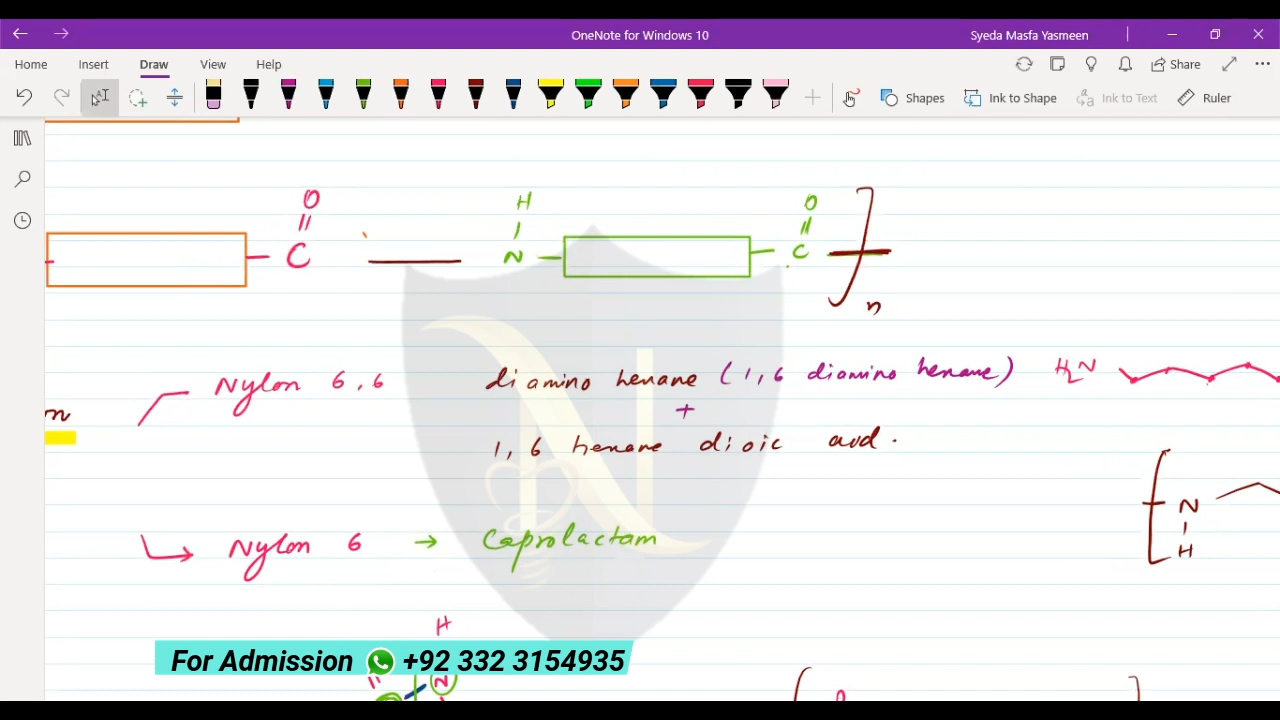 OneNote for Windows 10
Syeda Masfa Yasmeen
Home Insert Draw View Help
Share
Shapes Ink to Shape Ink to Text Ruler
O H O
|| | ||
C N C
n
Nylon 6,6 diamino hexane (1,6 diamino hexane) H2N
n +
1,6 hexane dioic acid.
N
H
Nylon 6 → Caprolactam
H
For Admission +92 332 3154935
N